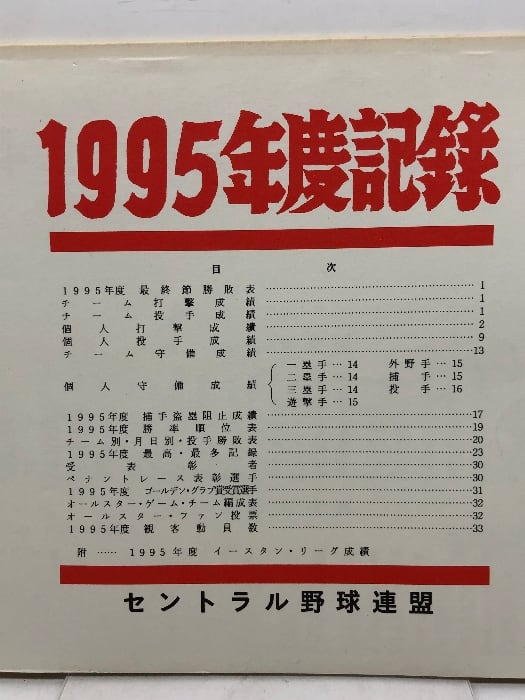 1995年度記録
目次
1995年度 最終節勝敗表……1
チーム打撃成績……1
チーム投手成績……1
個人打撃成績……2
個人投手成績……9
チーム守備成績……13
個人守備成績
一塁手…14 外野手…15
二塁手…14 捕手…15
三塁手…14 投手…16
遊撃手…15
1995年度 捕手盗塁阻止成績……17
1995年度 勝率順位表……19
チーム別・月日別・投手勝敗表……20
1995年度 最高・最多記録……23
受表彰者……30
ペナントレース表彰選手……30
1995年度 ゴールデン・グラブ賞受賞選手……31
オールスター・ゲーム・チーム編成表……32
オールスター・ファン投票……32
1995年度 観客動員数……33
附…… 1995年度 イースタン・リーグ成績
セントラル野球連盟